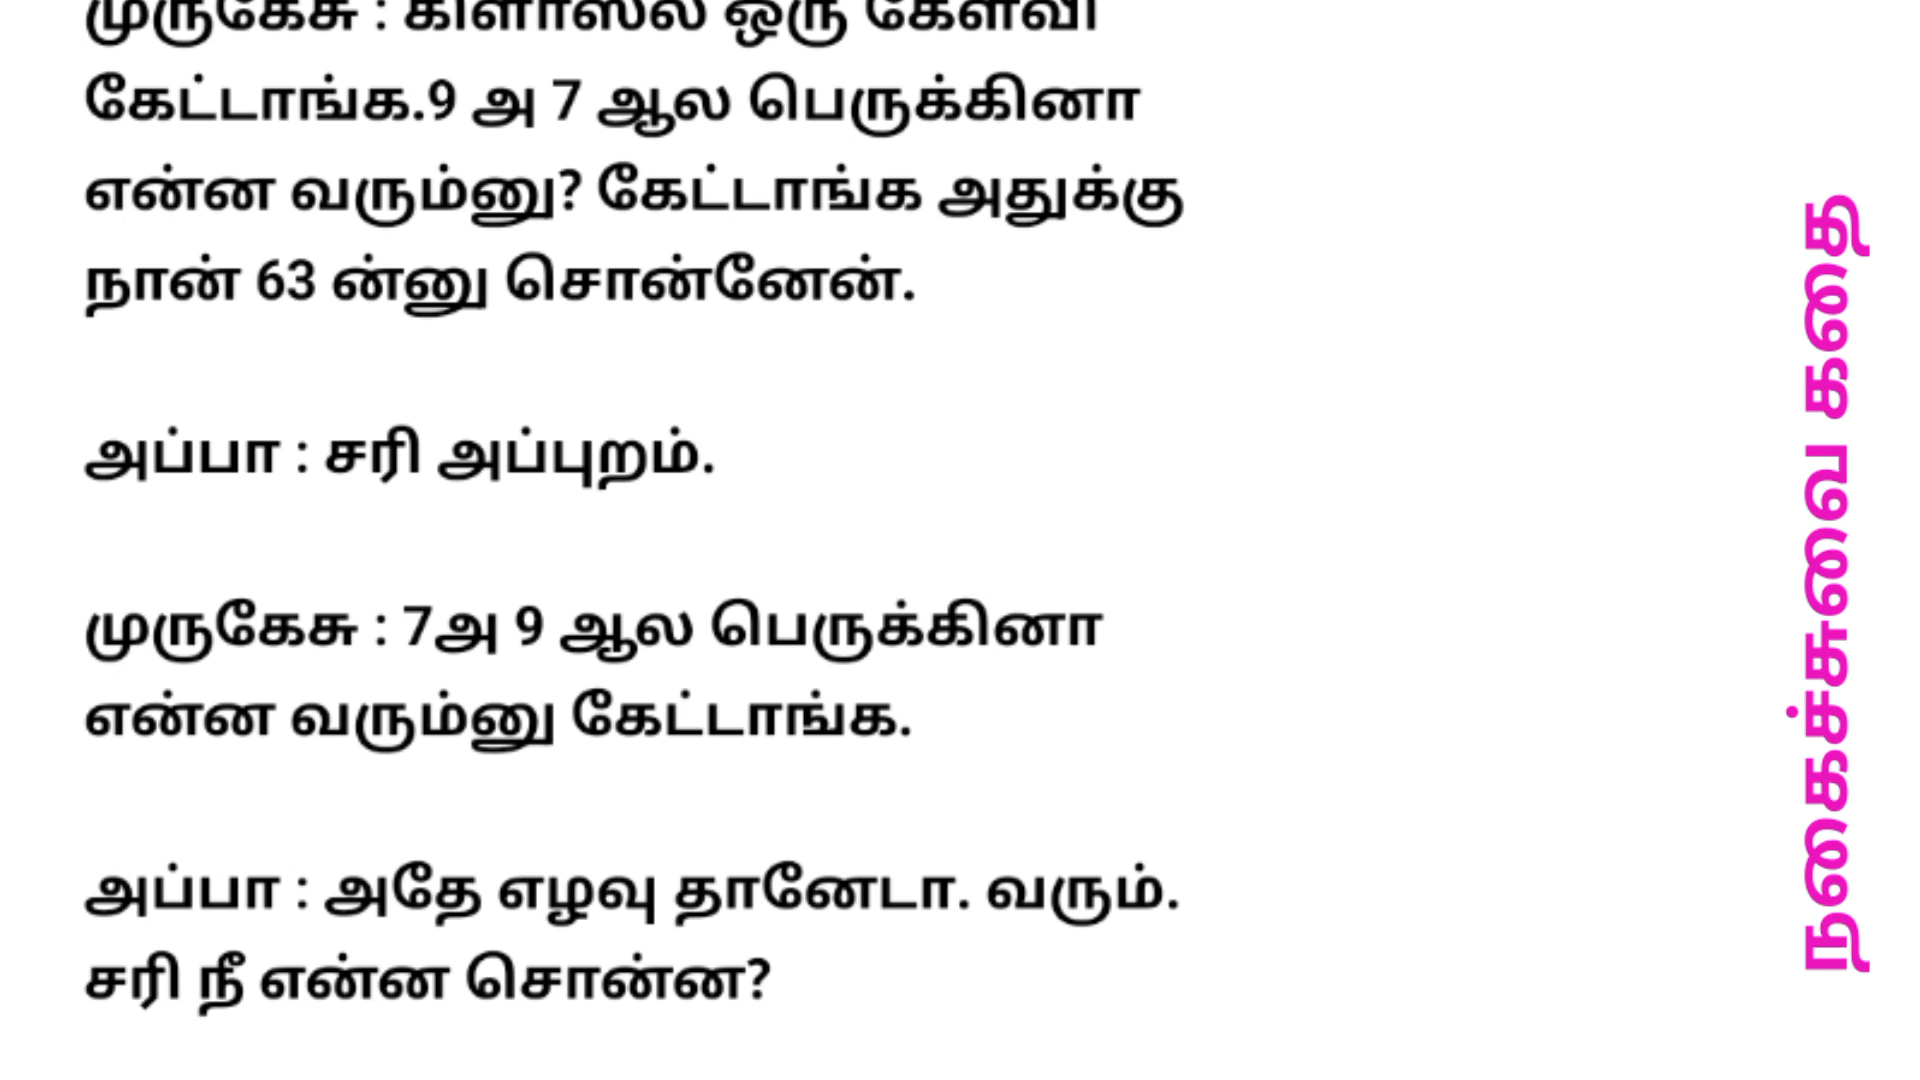 முருகேசு : கிளாஸ்ல ஒரு கேள்வி
கேட்டாங்க.9 அ 7 ஆல பெருக்கினா
என்ன வரும்னு? கேட்டாங்க அதுக்கு
நான் 63 ன்னு சொன்னேன்.
அப்பா : சரி அப்புறம்.
முருகேசு : 7அ 9 ஆல பெருக்கினா
என்ன வரும்னு கேட்டாங்க.
அப்பா : அதே எழவு தானேடா. வரும்.
சரி நீ என்ன சொன்ன?
நகைச்சுவை கதை